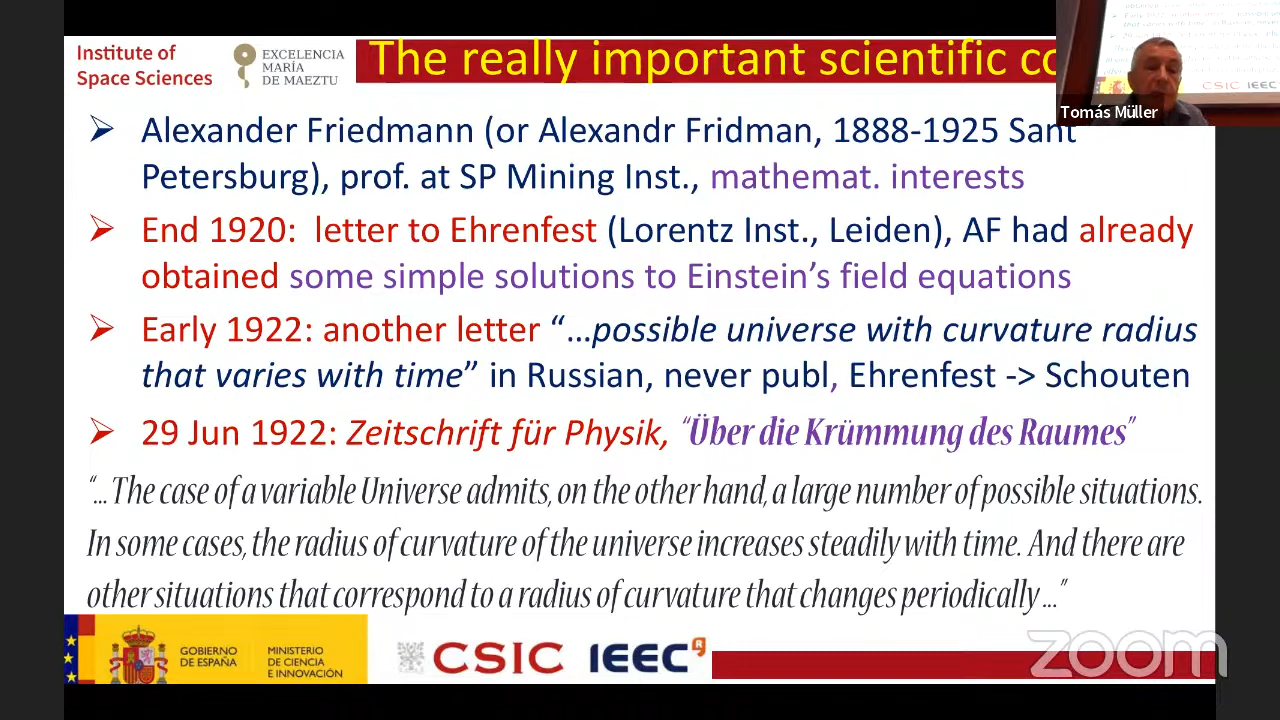 Institute of
Space Sciences
EXCELENCIA
MARÍA
DE MAEZTU
The really important scientific co
Tomás Müller
CSIC IEEC
➢ Alexander Friedmann (or Alexandr Fridman, 1888-1925 Sant
Petersburg), prof. at SP Mining Inst., mathemat. interests
➢ End 1920: letter to Ehrenfest (Lorentz Inst., Leiden), AF had already
obtained some simple solutions to Einstein’s field equations
➢ Early 1922: another letter “…possible universe with curvature radius
that varies with time” in Russian, never publ, Ehrenfest -> Schouten
➢ 29 Jun 1922: Zeitschrift für Physik, “Über die Krümmung des Raumes”
“... The case of a variable Universe admits, on the other hand, a large number of possible situations.
In some cases, the radius of curvature of the universe increases steadily with time. And there are
other situations that correspond to a radius of curvature that changes periodically ...”
GOBIERNO
DE ESPAÑA
MINISTERIO
DE CIENCIA
E INNOVACIÓN
CSIC IEEC R
zoom